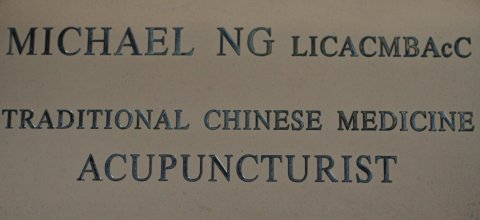 MICHAEL NG LICACMBAcC
TRADITIONAL CHINESE MEDICINE
ACUPUNCTURIST